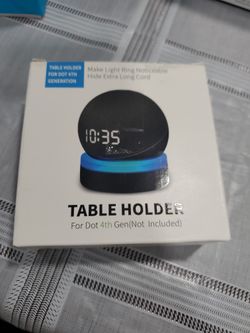 TABLE HOLDER
FOR DOT 4TH
GENERATION
Make Light Ring Noticeable
Hide Extra Long Cord
10:35
TABLE HOLDER
For Dot 4th Gen(Not Included)